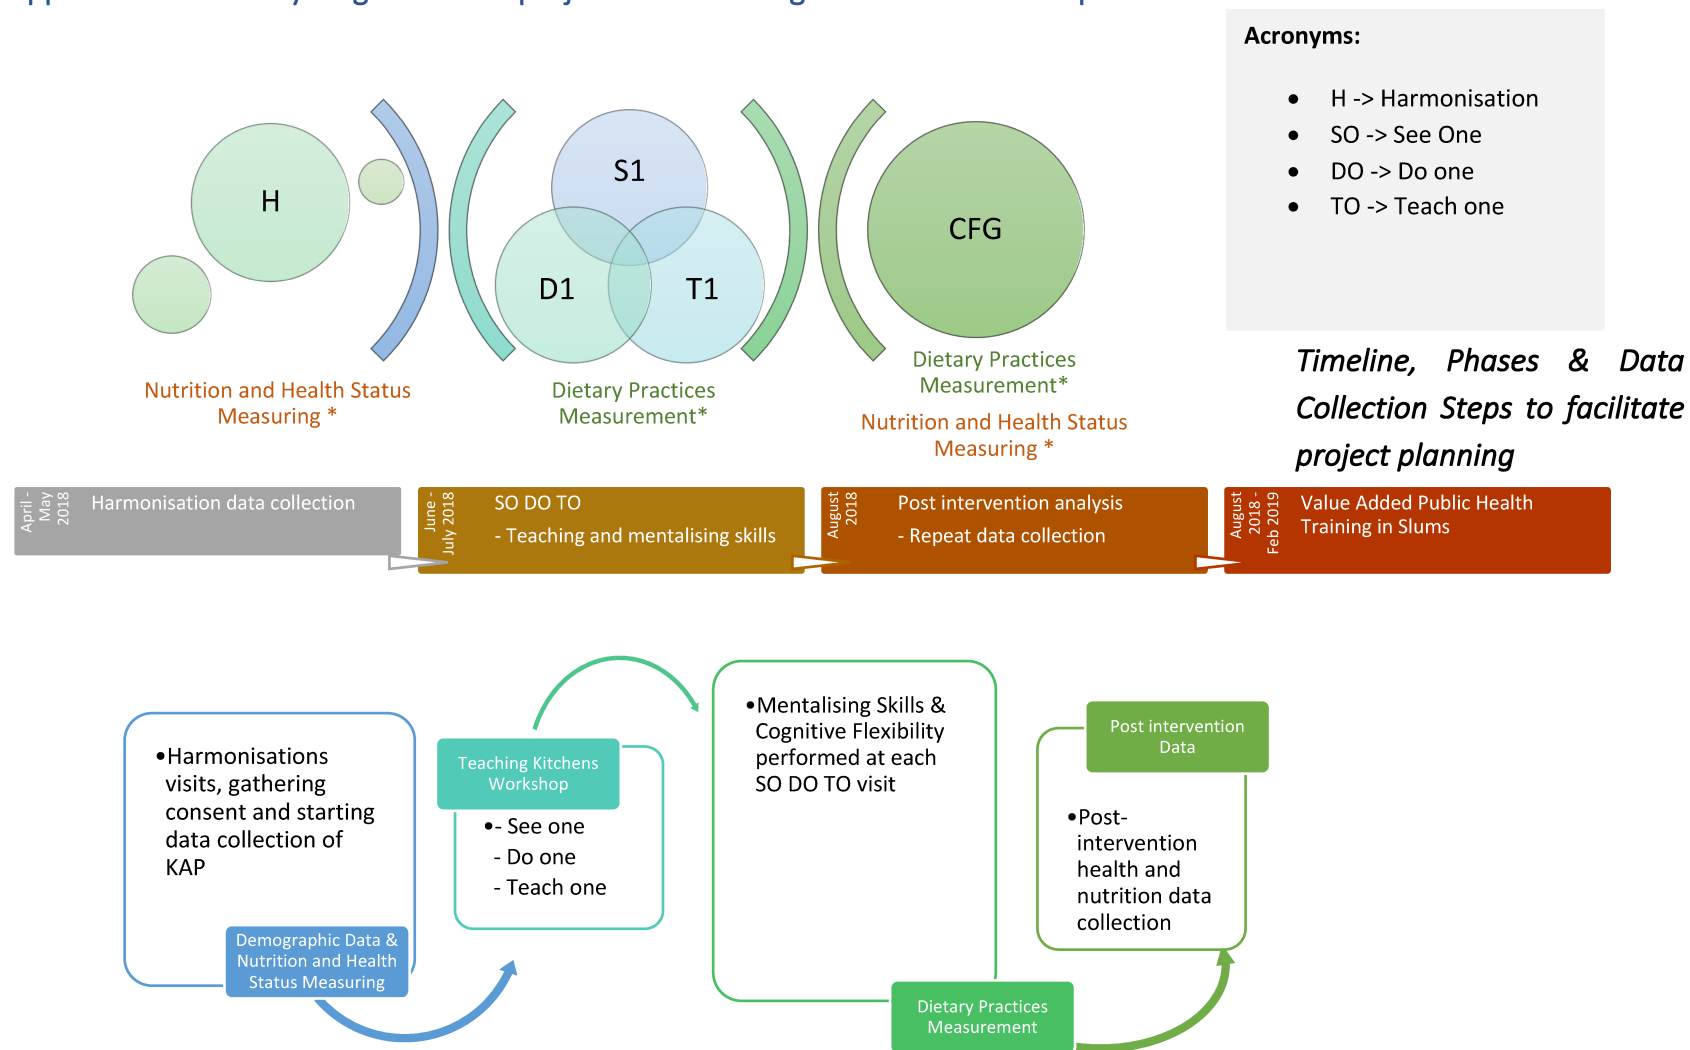 Acronyms:
• H -> Harmonisation
• SO -> See One
• DO -> Do one
• TO -> Teach one
H
S1
D1
T1
CFG
Nutrition and Health Status
Measuring *
Dietary Practices
Measurement*
Dietary Practices
Measurement*
Nutrition and Health Status
Measuring *
Timeline, Phases & Data
Collection Steps to facilitate
project planning
April -
May
2018
Harmonisation data collection
June -
July 2018
SO DO TO
- Teaching and mentalising skills
August
2018
Post intervention analysis
- Repeat data collection
August
2018 -
Feb 2019
Value Added Public Health
Training in Slums
•Harmonisations
visits, gathering
consent and starting
data collection of
KAP
Demographic Data &
Nutrition and Health
Status Measuring
Teaching Kitchens
Workshop
•- See one
- Do one
- Teach one
•Mentalising Skills &
Cognitive Flexibility
performed at each
SO DO TO visit
Dietary Practices
Measurement
Post intervention
Data
•Post-
intervention
health and
nutrition data
collection